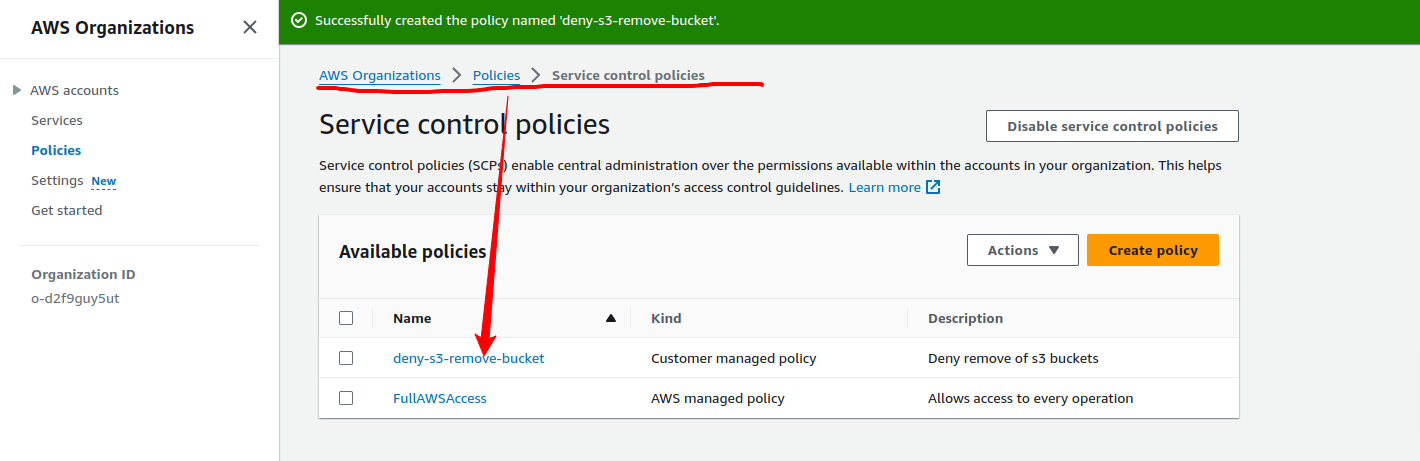 AWS Organizations
Successfully created the policy named 'deny-s3-remove-bucket'.
AWS accounts
Services
Policies
Settings New
Get started
Organization ID
o-d2f9guy5ut
AWS Organizations > Policies > Service control policies
Service control policies
Disable service control policies
Service control policies (SCPs) enable central administration over the permissions available within the accounts in your organization. This helps
ensure that your accounts stay within your organization's access control guidelines. Learn more
Available policies
Actions
Create policy
Name Kind Description
deny-s3-remove-bucket Customer managed policy Deny remove of s3 buckets
FullAWSAccess AWS managed policy Allows access to every operation